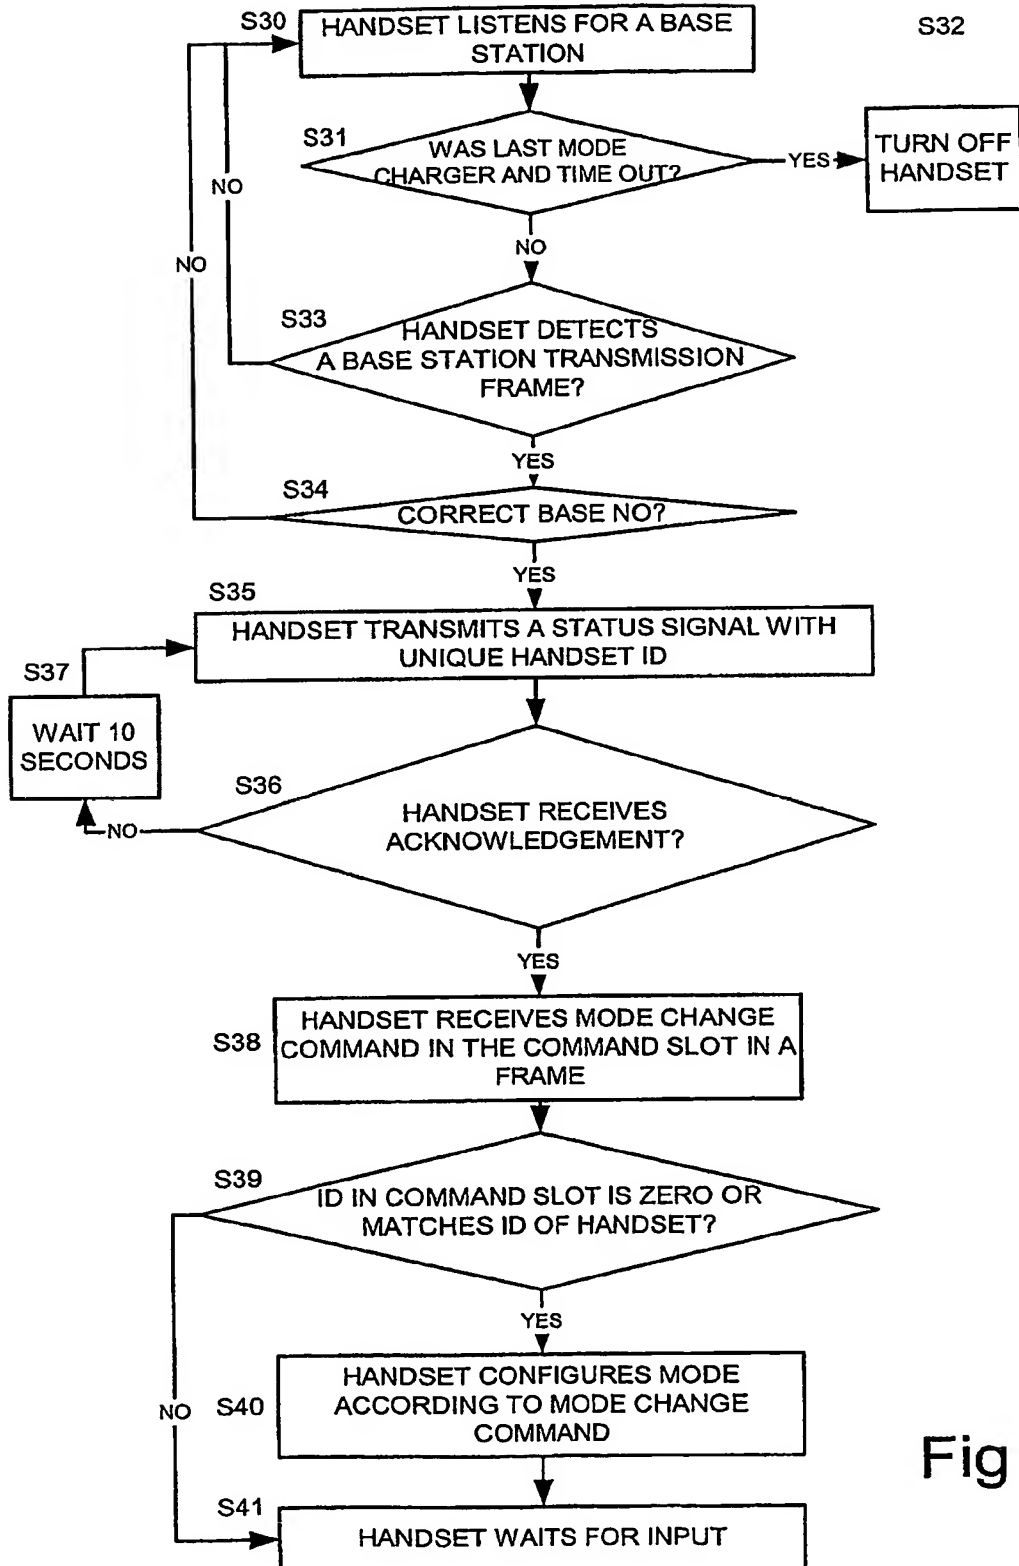 S30
HANDSET LISTENS FOR A BASE
STATION
S32
S31
WAS LAST MODE
CHARGER AND TIME OUT?
YES
TURN OFF
HANDSET
NO
NO
NO
S33
HANDSET DETECTS
A BASE STATION TRANSMISSION
FRAME?
YES
S34
CORRECT BASE NO?
YES
S35
HANDSET TRANSMITS A STATUS SIGNAL WITH
UNIQUE HANDSET ID
S37
WAIT 10
SECONDS
S36
HANDSET RECEIVES
ACKNOWLEDGEMENT?
NO
YES
S38
HANDSET RECEIVES MODE CHANGE
COMMAND IN THE COMMAND SLOT IN A
FRAME
S39
ID IN COMMAND SLOT IS ZERO OR
MATCHES ID OF HANDSET?
YES
NO
S40
HANDSET CONFIGURES MODE
ACCORDING TO MODE CHANGE
COMMAND
Fig
S41
HANDSET WAITS FOR INPUT